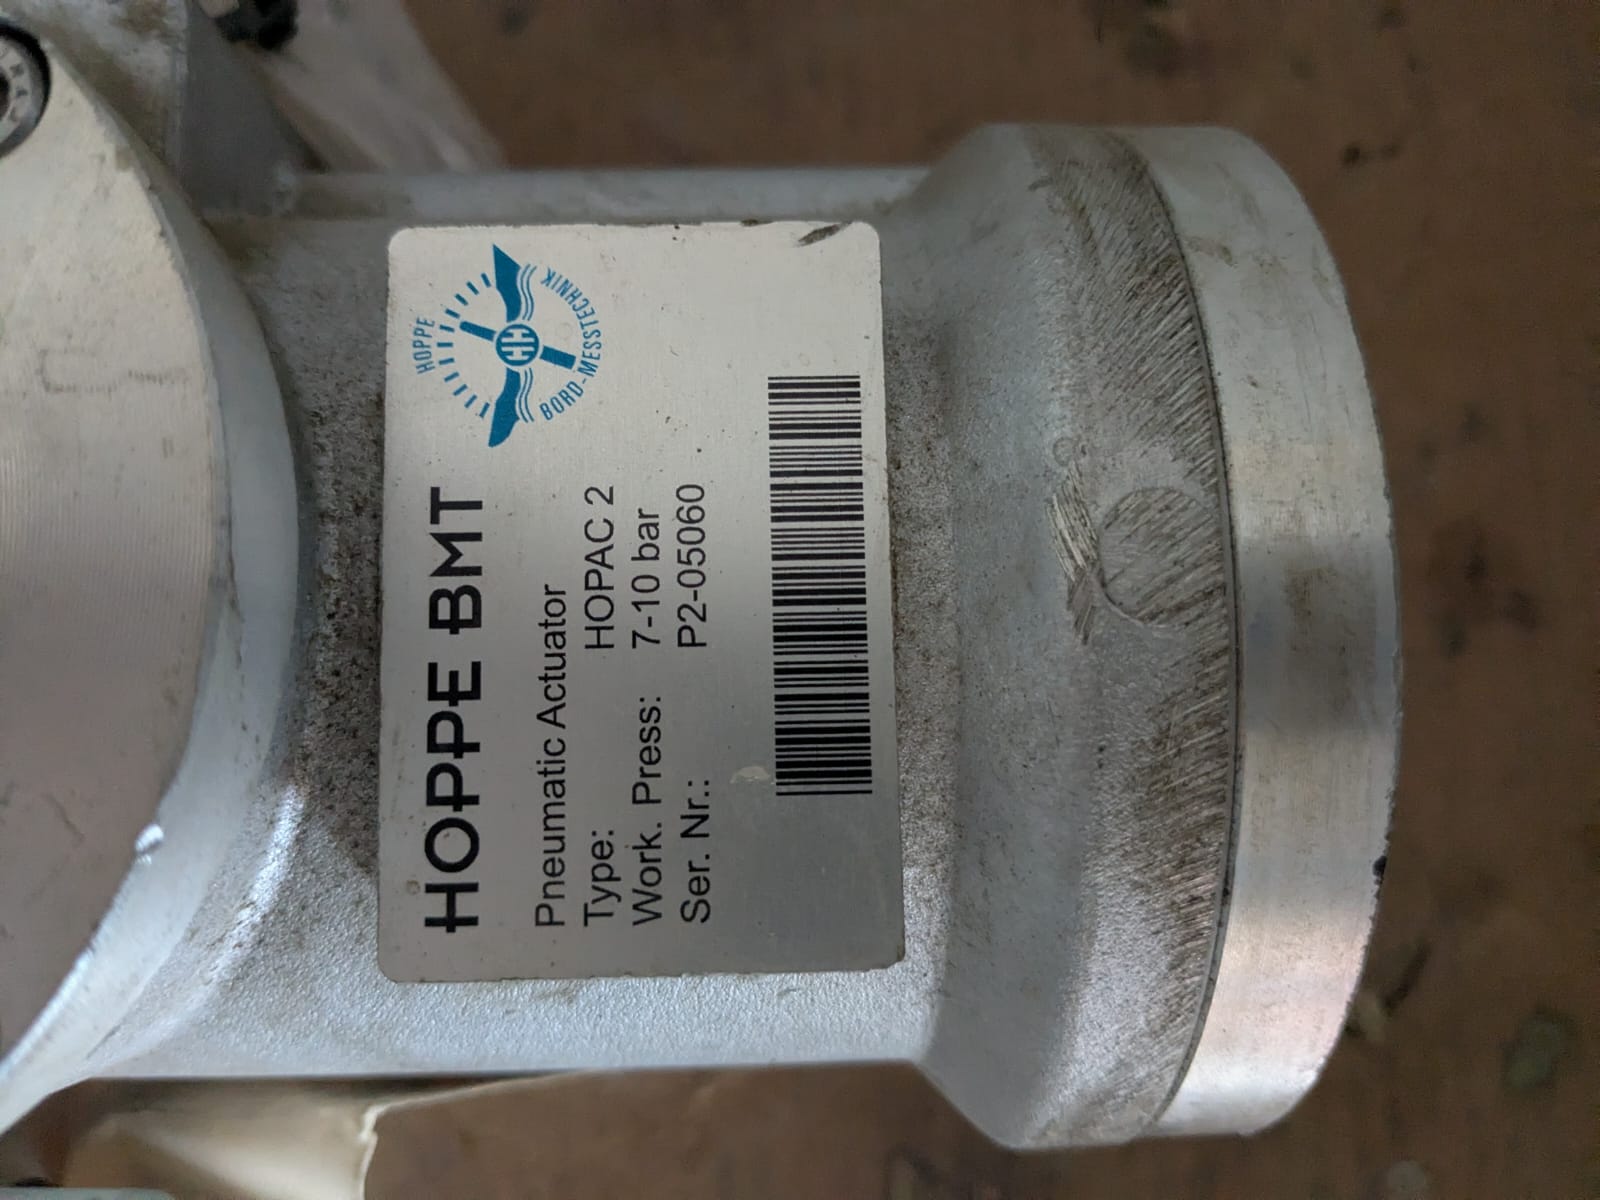 HOPPE
BORD-MESSTECHNIK
HOPPE BMT
Pneumatic Actuator
Type: HOPAC 2
Work. Press: 7-10 bar
Ser. Nr.: P2-05060